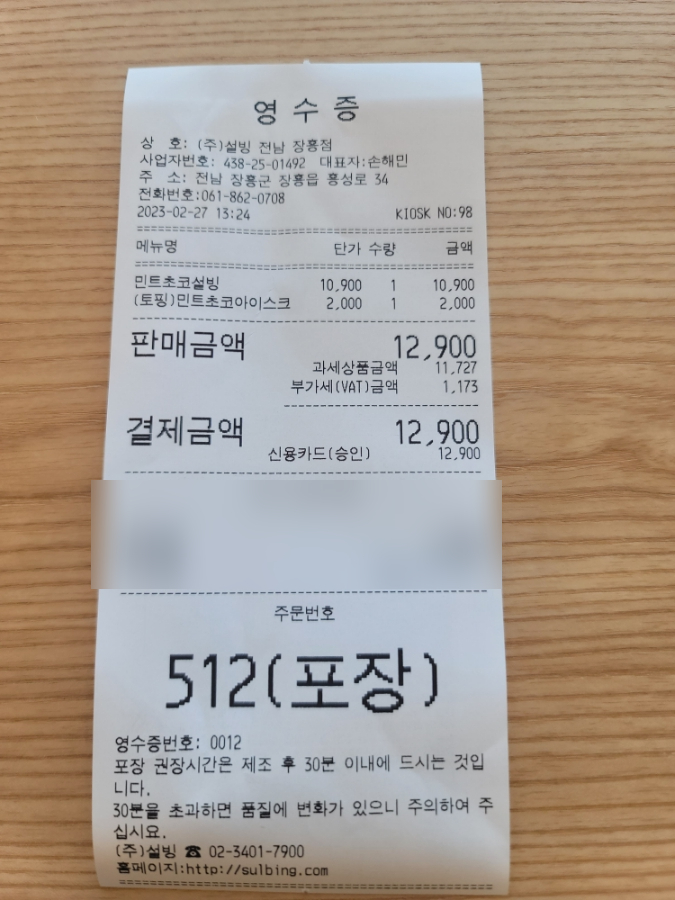 영 수 증
상 호: (주)설빙 전남 장흥점
사업자번호: 438-25-01492 대표자:손해민
주 소: 전남 장흥군 장흥읍 흥성로 34
전화번호:061-862-0708
2023-02-27 13:24 KIOSK NO:98
메뉴명 단가 수량 금액
민트초코설빙 10,900 1 10,900
(토핑)민트초코아이스크 2,000 1 2,000
판매금액 12,900
과세상품금액 11,727
부가세(VAT)금액 1,173
결제금액 12,900
신용카드(승인) 12,900
주문번호
512(포장)
영수증번호: 0012
포장 권장시간은 제조 후 30분 이내에 드시는 것입
니다.
30분을 초과하면 품질에 변화가 있으니 주의하여 주
십시요.
(주)설빙 ☎ 02-3401-7900
홈페이지:http://sulbing.com